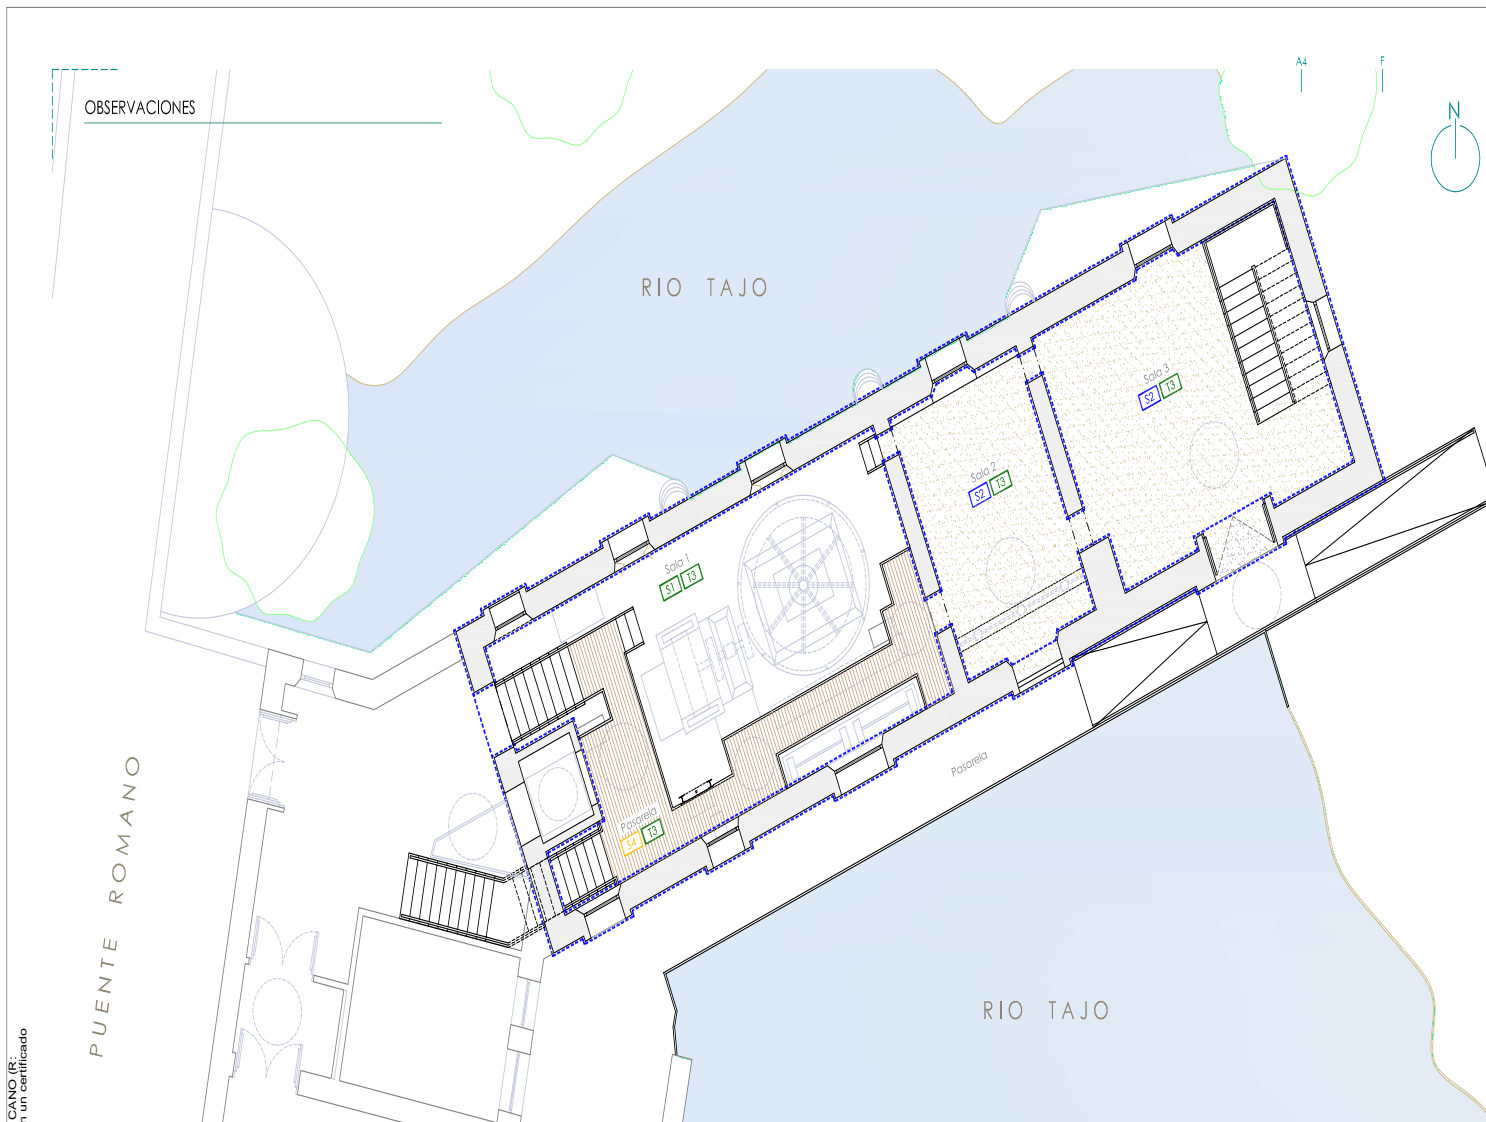 A4 F
OBSERVACIONES
N
RIO TAJO
Sala 3
S2 T3
Sala 2
S2 T3
Sala 1
S1 T3
Pasarela
Pasarela
S4 T3
PUENTE ROMANO
RIO TAJO
CANO (R:
n un certificado